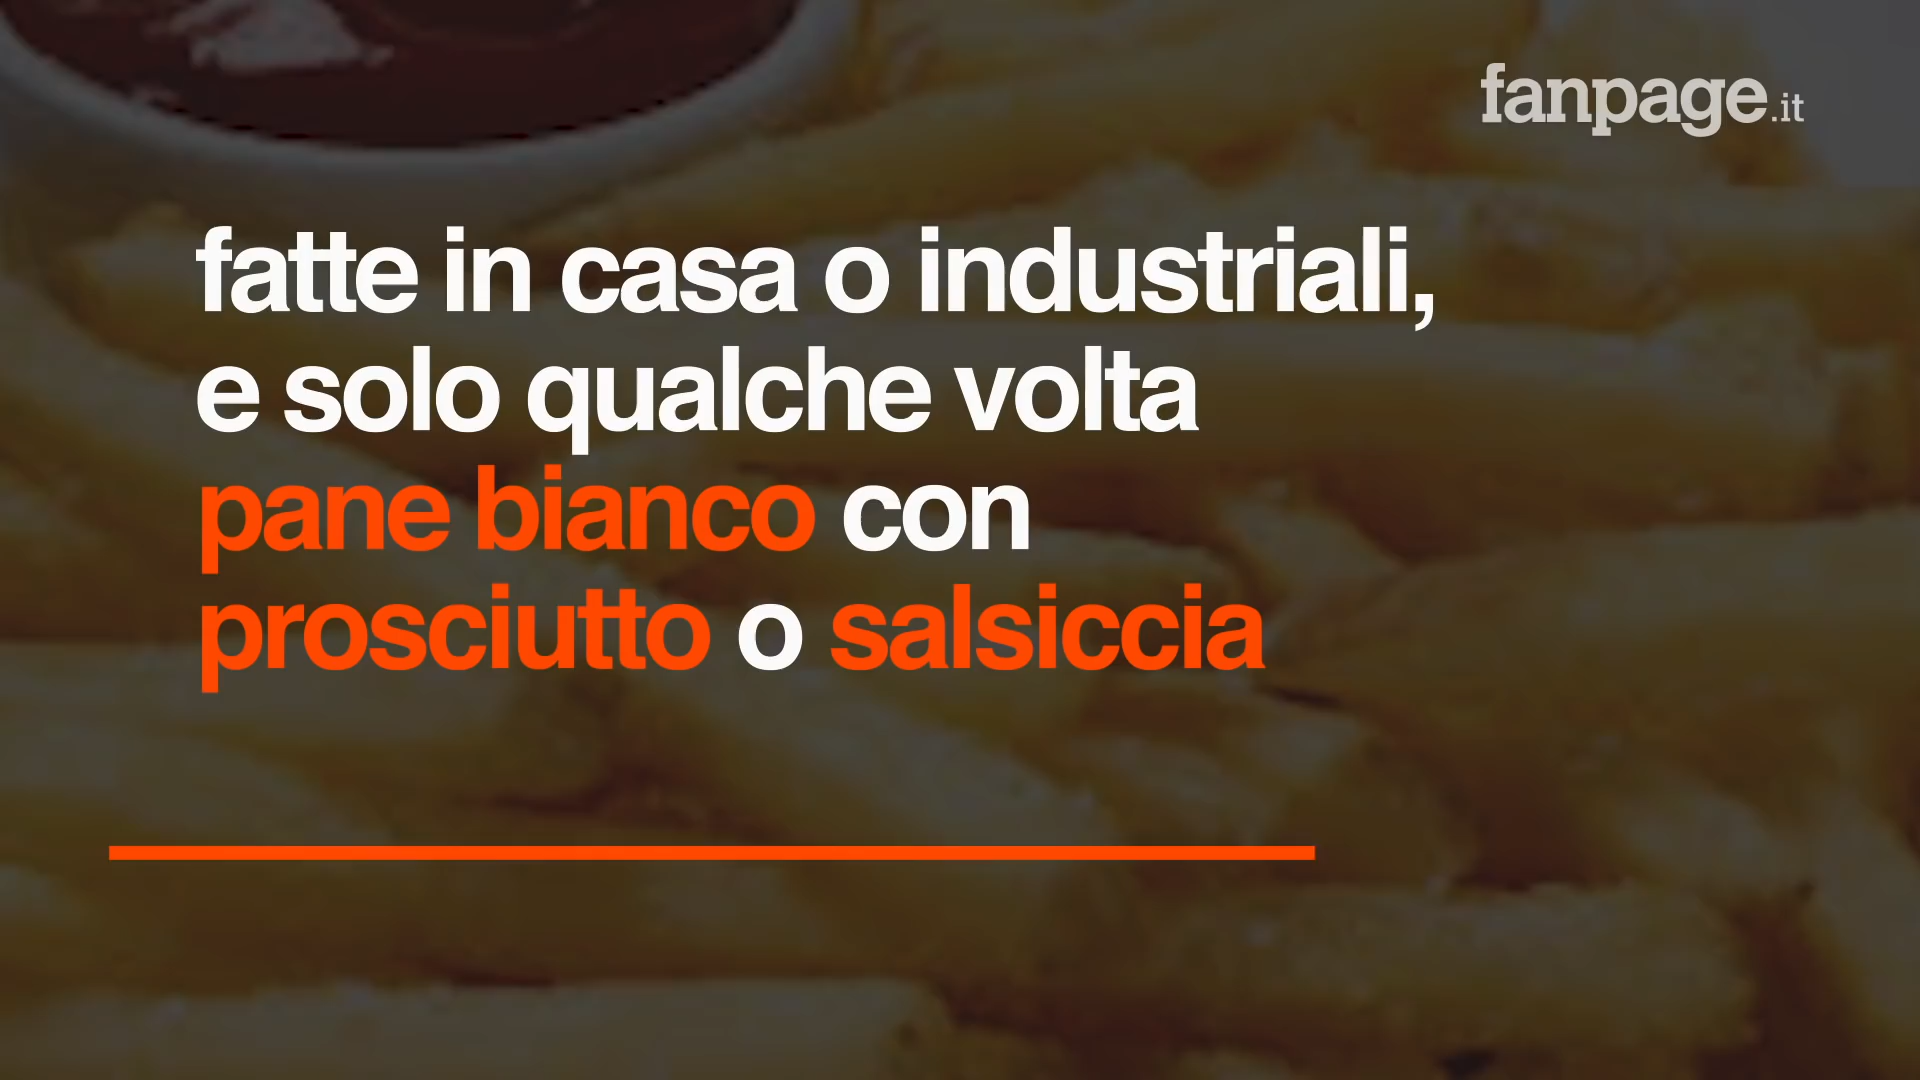 fanpage.it
fatte in casa o industriali,
e solo qualche volta
pane bianco con
prosciutto o salsiccia